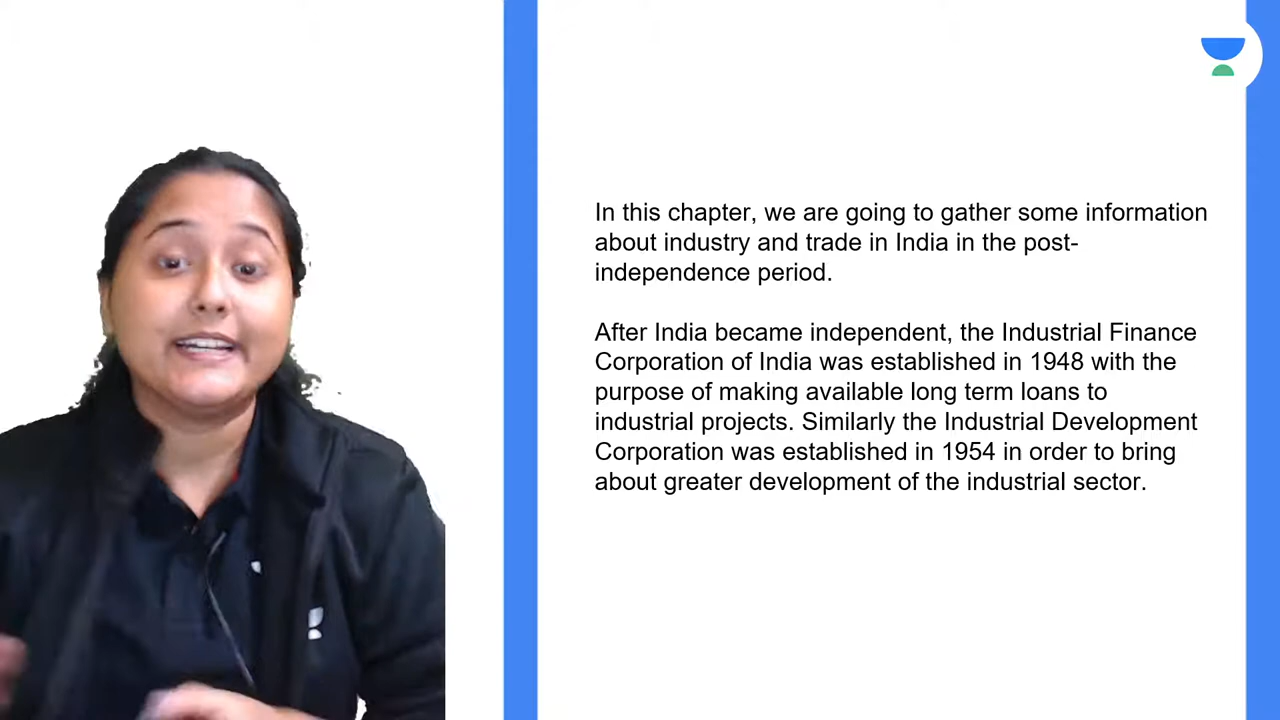 In this chapter, we are going to gather some information
about industry and trade in India in the post-
independence period.
After India became independent, the Industrial Finance
Corporation of India was established in 1948 with the
purpose of making available long term loans to
industrial projects. Similarly the Industrial Development
Corporation was established in 1954 in order to bring
about greater development of the industrial sector.